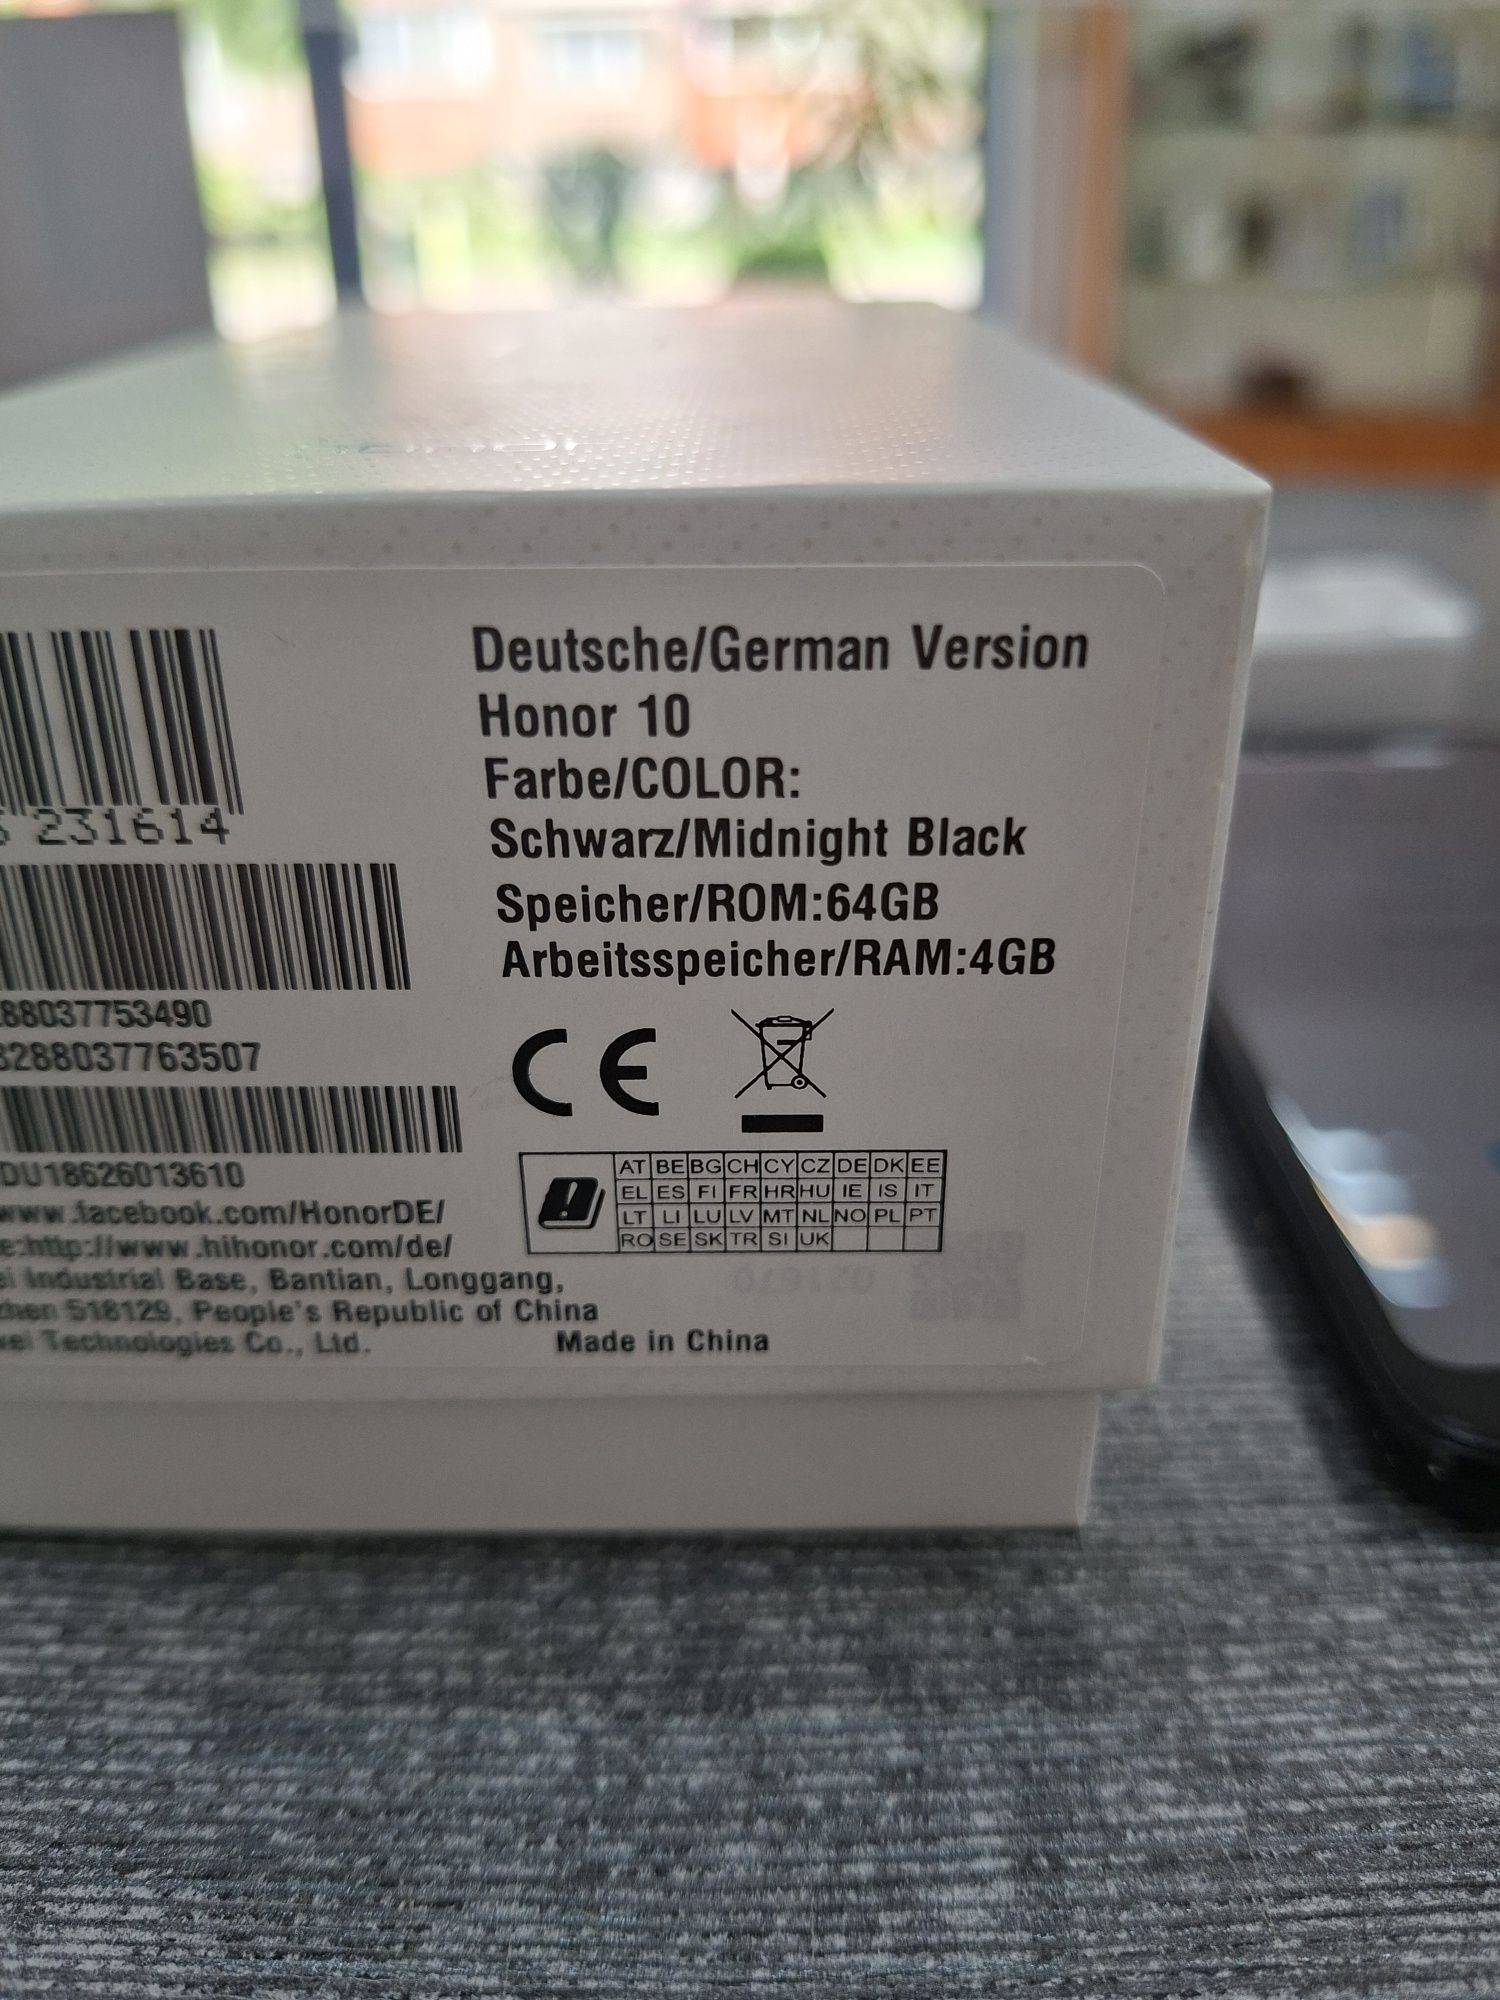 Deutsche/German Version
Honor 10
Farbe/COLOR:
Schwarz/Midnight Black
Speicher/ROM:64GB
Arbeitsspeicher/RAM:4GB
231614
88037753490
288037763507
DU18626013610
www.facebook.com/HonorDE/
http://www.hihonor.com/de/
Industrial Base, Bantian, Longgang,
518129, People's Republic of China
Technologies Co., Ltd.
Made in China
CE
AT BE BG CH CY CZ DE DK EE
EL ES FI FR HR HU IE IS IT
LT LI LU LV MT NL NO PL PT
RO SE SK TR SI UK